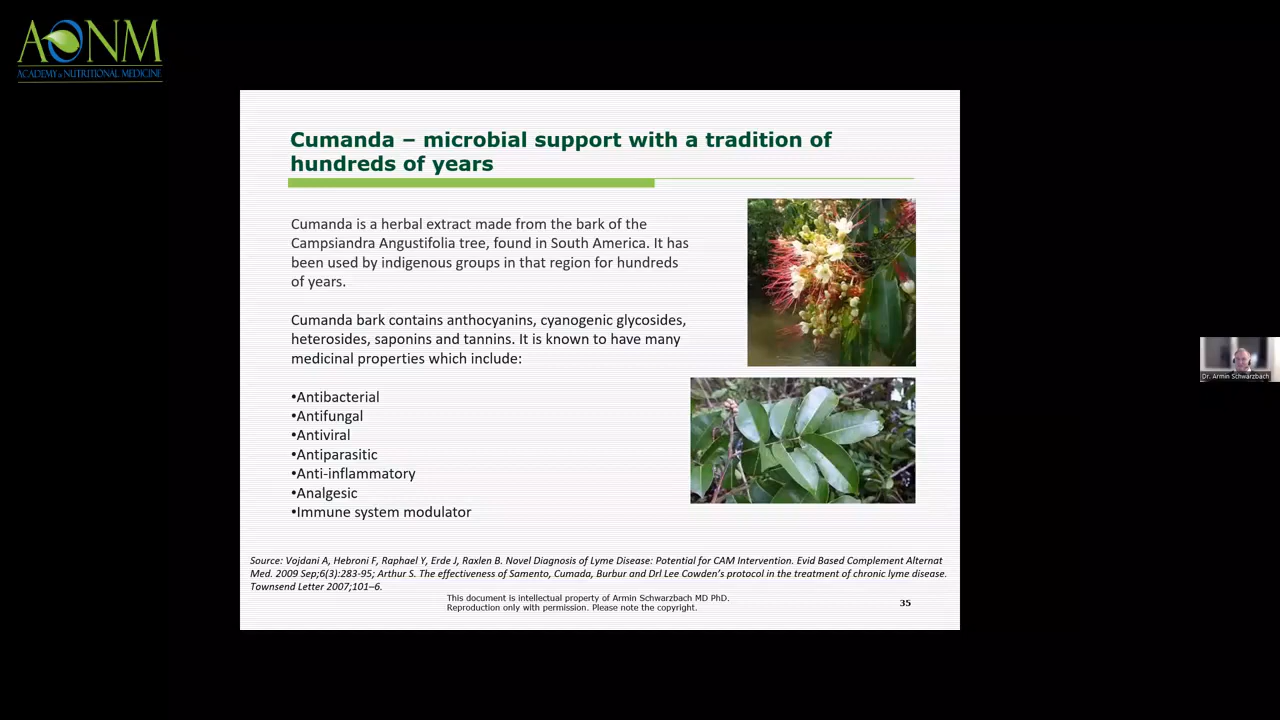 AONM
ACADEMY of NUTRITIONAL MEDICINE
Cumanda – microbial support with a tradition of
hundreds of years
Cumanda is a herbal extract made from the bark of the
Campsiandra Angustifolia tree, found in South America. It has
been used by indigenous groups in that region for hundreds
of years.
Cumanda bark contains anthocyanins, cyanogenic glycosides,
heterosides, saponins and tannins. It is known to have many
medicinal properties which include:
•Antibacterial
•Antifungal
•Antiviral
•Antiparasitic
•Anti-inflammatory
•Analgesic
•Immune system modulator
Source: Vojdani A, Hebroni F, Raphael Y, Erde J, Raxlen B. Novel Diagnosis of Lyme Disease: Potential for CAM Intervention. Evid Based Complement Alternat
Med. 2009 Sep;6(3):283-95; Arthur S. The effectiveness of Samento, Cumada, Burbur and Drl Lee Cowden's protocol in the treatment of chronic lyme disease.
Townsend Letter 2007;101–6.
This document is intellectual property of Armin Schwarzbach MD PhD.
Reproduction only with permission. Please note the copyright.
35
Dr. Armin Schwarzbach